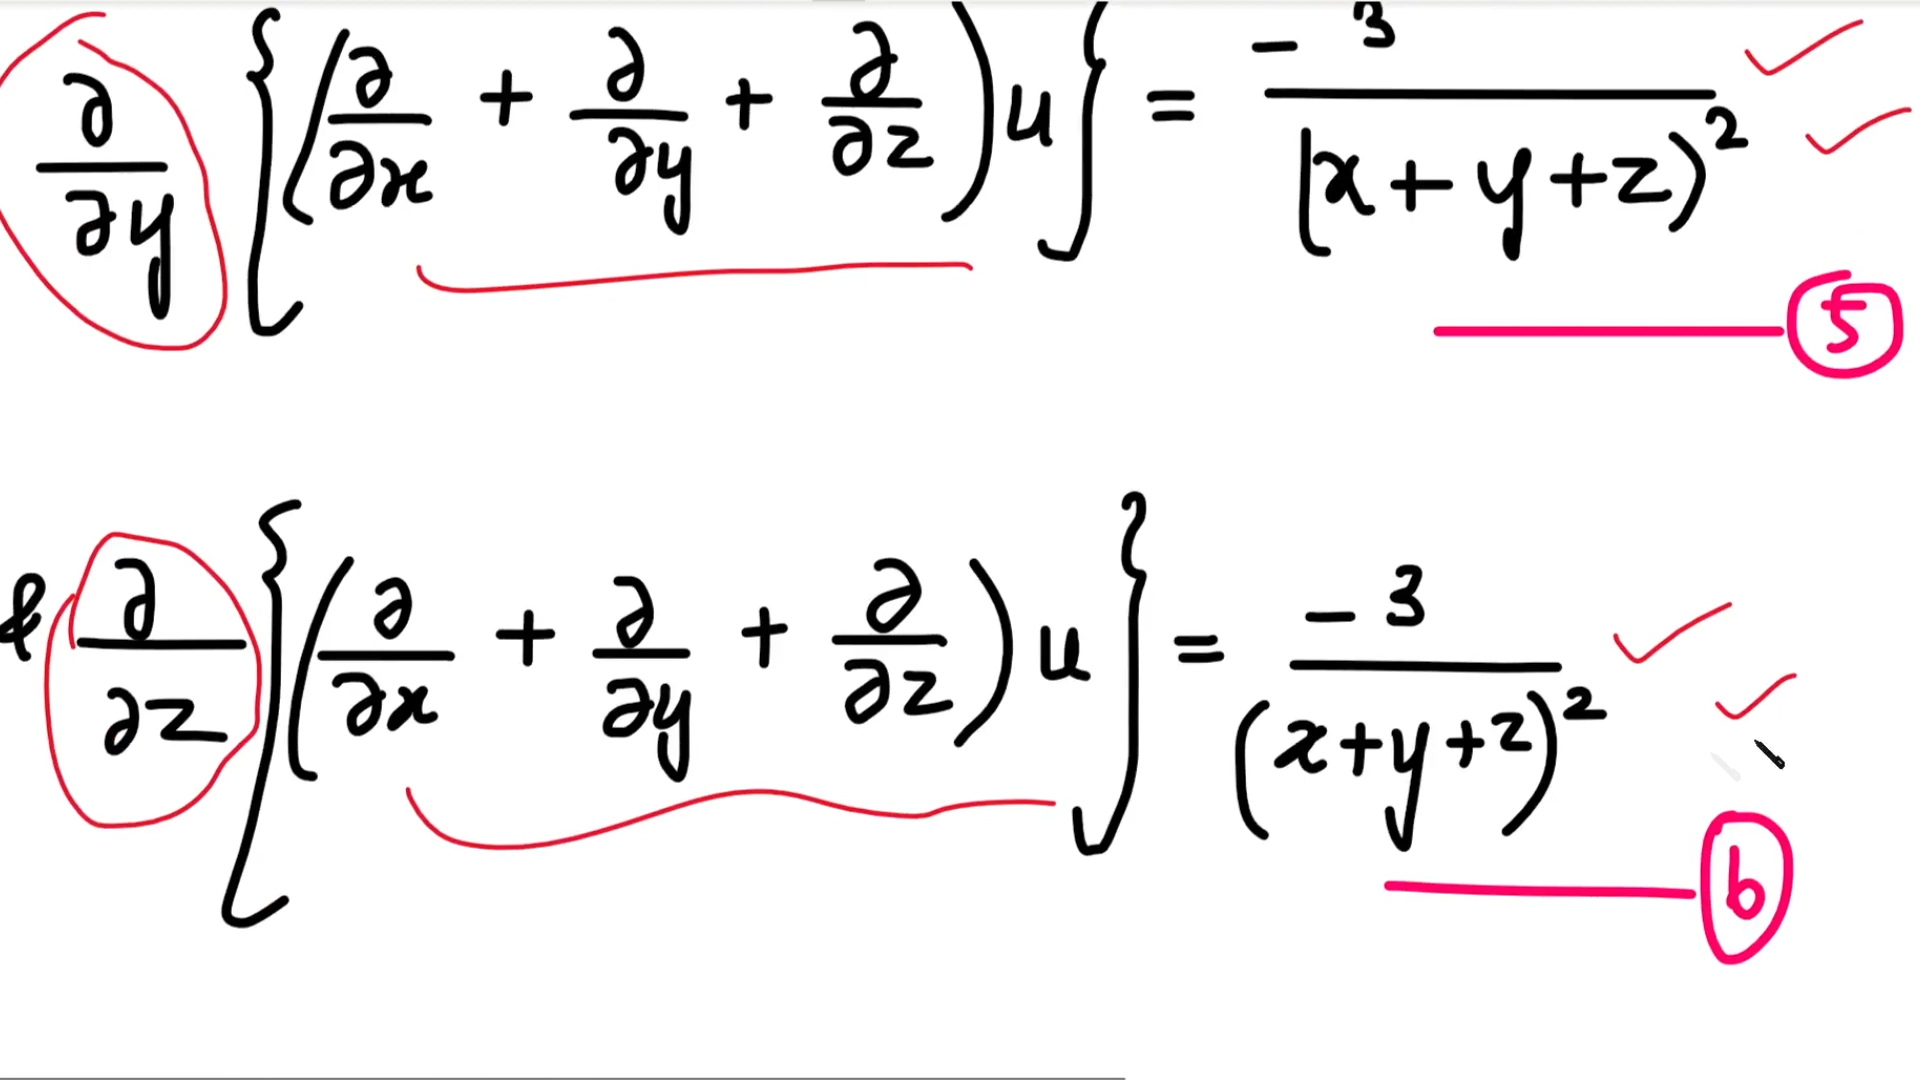 ∂/∂y {(∂/∂x + ∂/∂y + ∂/∂z)u} = -3/(x+y+z)²
5
& ∂/∂z {(∂/∂x + ∂/∂y + ∂/∂z)u} = -3/(x+y+z)²
6